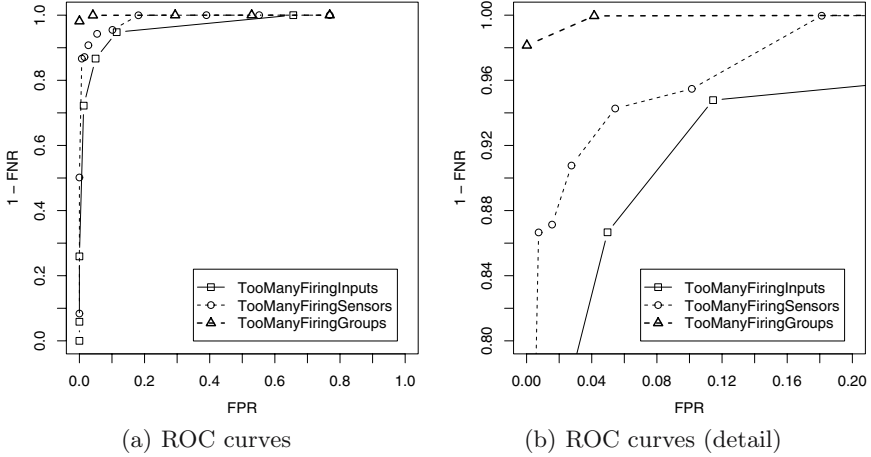 1 − FNR
1.0
0.8
0.6
0.4
0.2
0.0
TooManyFiringInputs
TooManyFiringSensors
TooManyFiringGroups
0.0 0.2 0.4 0.6 0.8 1.0
FPR
(a) ROC curves
1 − FNR
1.00
0.96
0.92
0.88
0.84
0.80
TooManyFiringInputs
TooManyFiringSensors
TooManyFiringGroups
0.00 0.04 0.08 0.12 0.16 0.20
FPR
(b) ROC curves (detail)